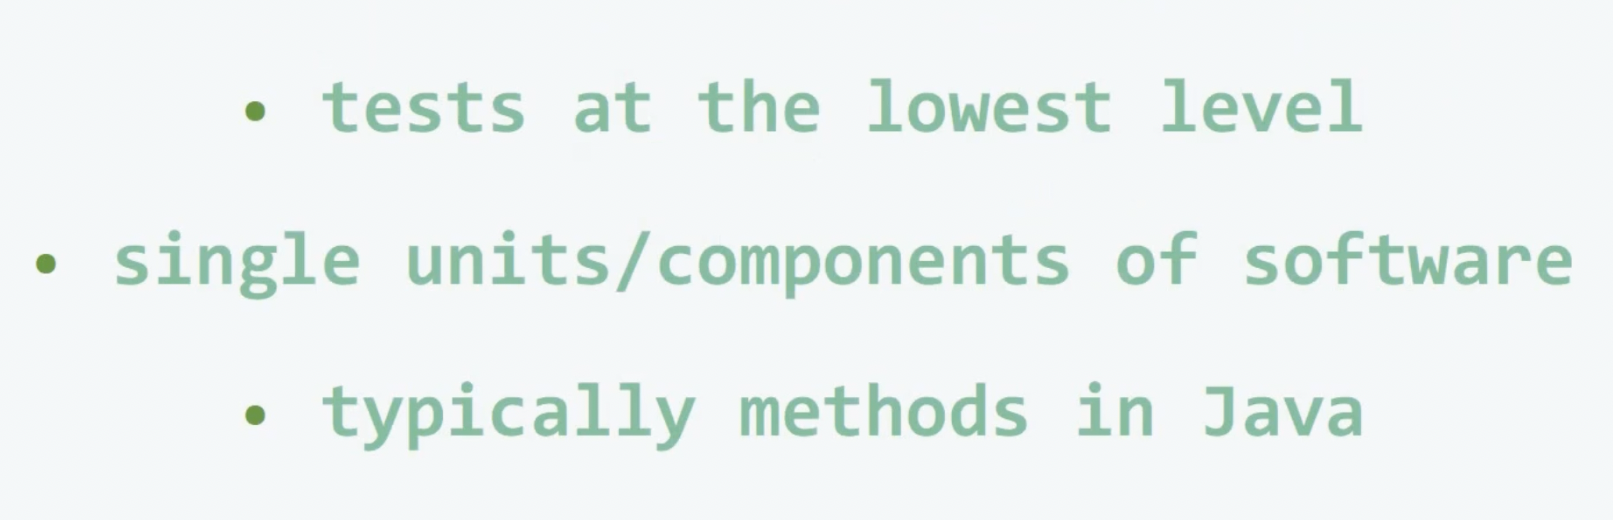 • tests at the lowest level
• single units/components of software
• typically methods in Java